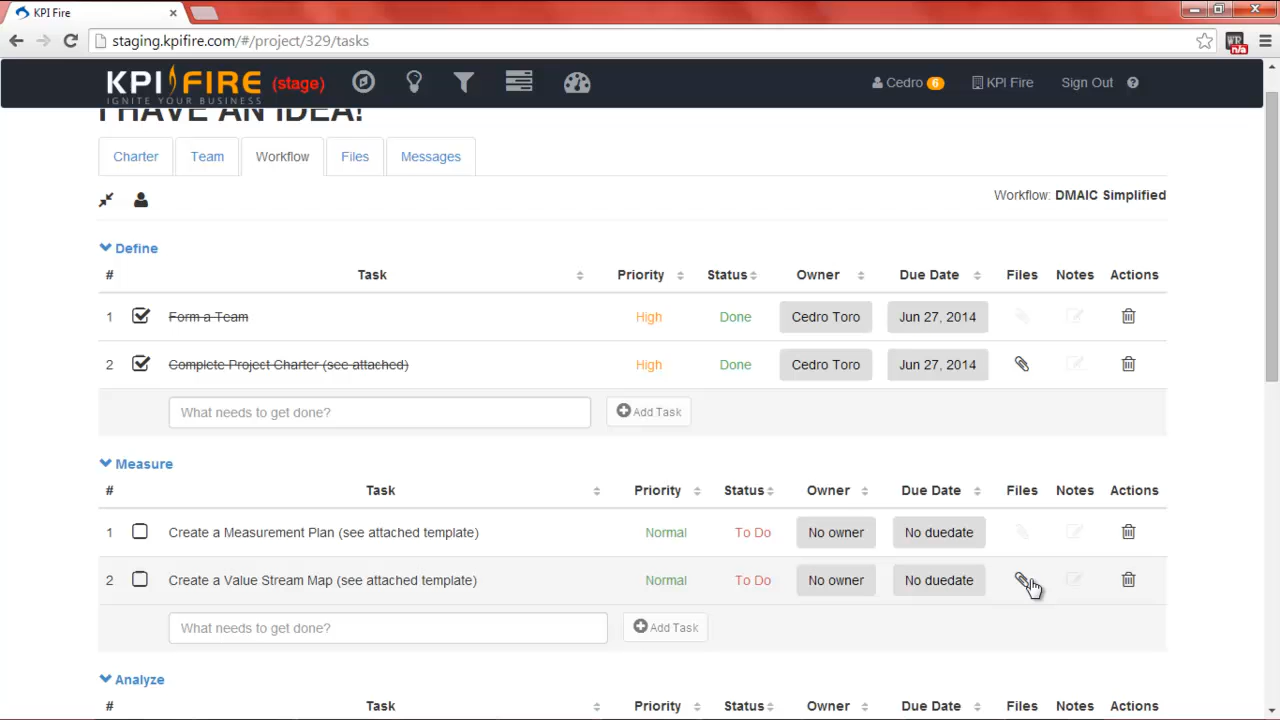 KPI Fire
staging.kpifire.com/#/project/329/tasks
WR
n/a
KPI FIRE (stage) Cedro 6 KPI Fire Sign Out ?
IGNITE YOUR BUSINESS
I HAVE AN IDEA!
Charter Team Workflow Files Messages
Workflow: DMAIC Simplified
Define
# Task Priority Status Owner Due Date Files Notes Actions
1 Form a Team High Done Cedro Toro Jun 27, 2014
2 Complete Project Charter (see attached) High Done Cedro Toro Jun 27, 2014
What needs to get done? Add Task
Measure
# Task Priority Status Owner Due Date Files Notes Actions
1 Create a Measurement Plan (see attached template) Normal To Do No owner No duedate
2 Create a Value Stream Map (see attached template) Normal To Do No owner No duedate
What needs to get done? Add Task
Analyze
# Task Priority Status Owner Due Date Files Notes Actions